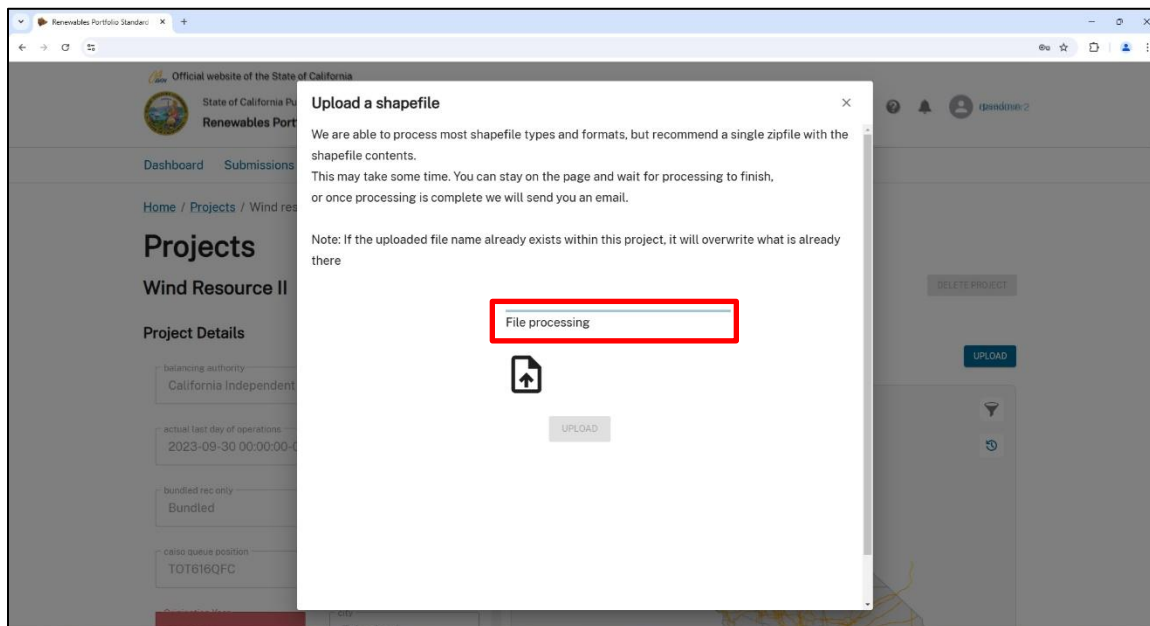 Renewables Portfolio Standard
Official website of the State of California
State of California Pu
Renewables Port
Dashboard Submissions
Home / Projects / Wind res
Projects
Wind Resource II
DELETE PROJECT
Project Details
UPLOAD
balancing authority
California Independent
actual last day of operations
2023-09-30 00:00:00-0
bundled rec only
Bundled
caiso queue position
TOT616QFC
City
Upload a shapefile
We are able to process most shapefile types and formats, but recommend a single zipfile with the
shapefile contents.
This may take some time. You can stay on the page and wait for processing to finish,
or once processing is complete we will send you an email.
Note: If the uploaded file name already exists within this project, it will overwrite what is already
there
File processing
UPLOAD